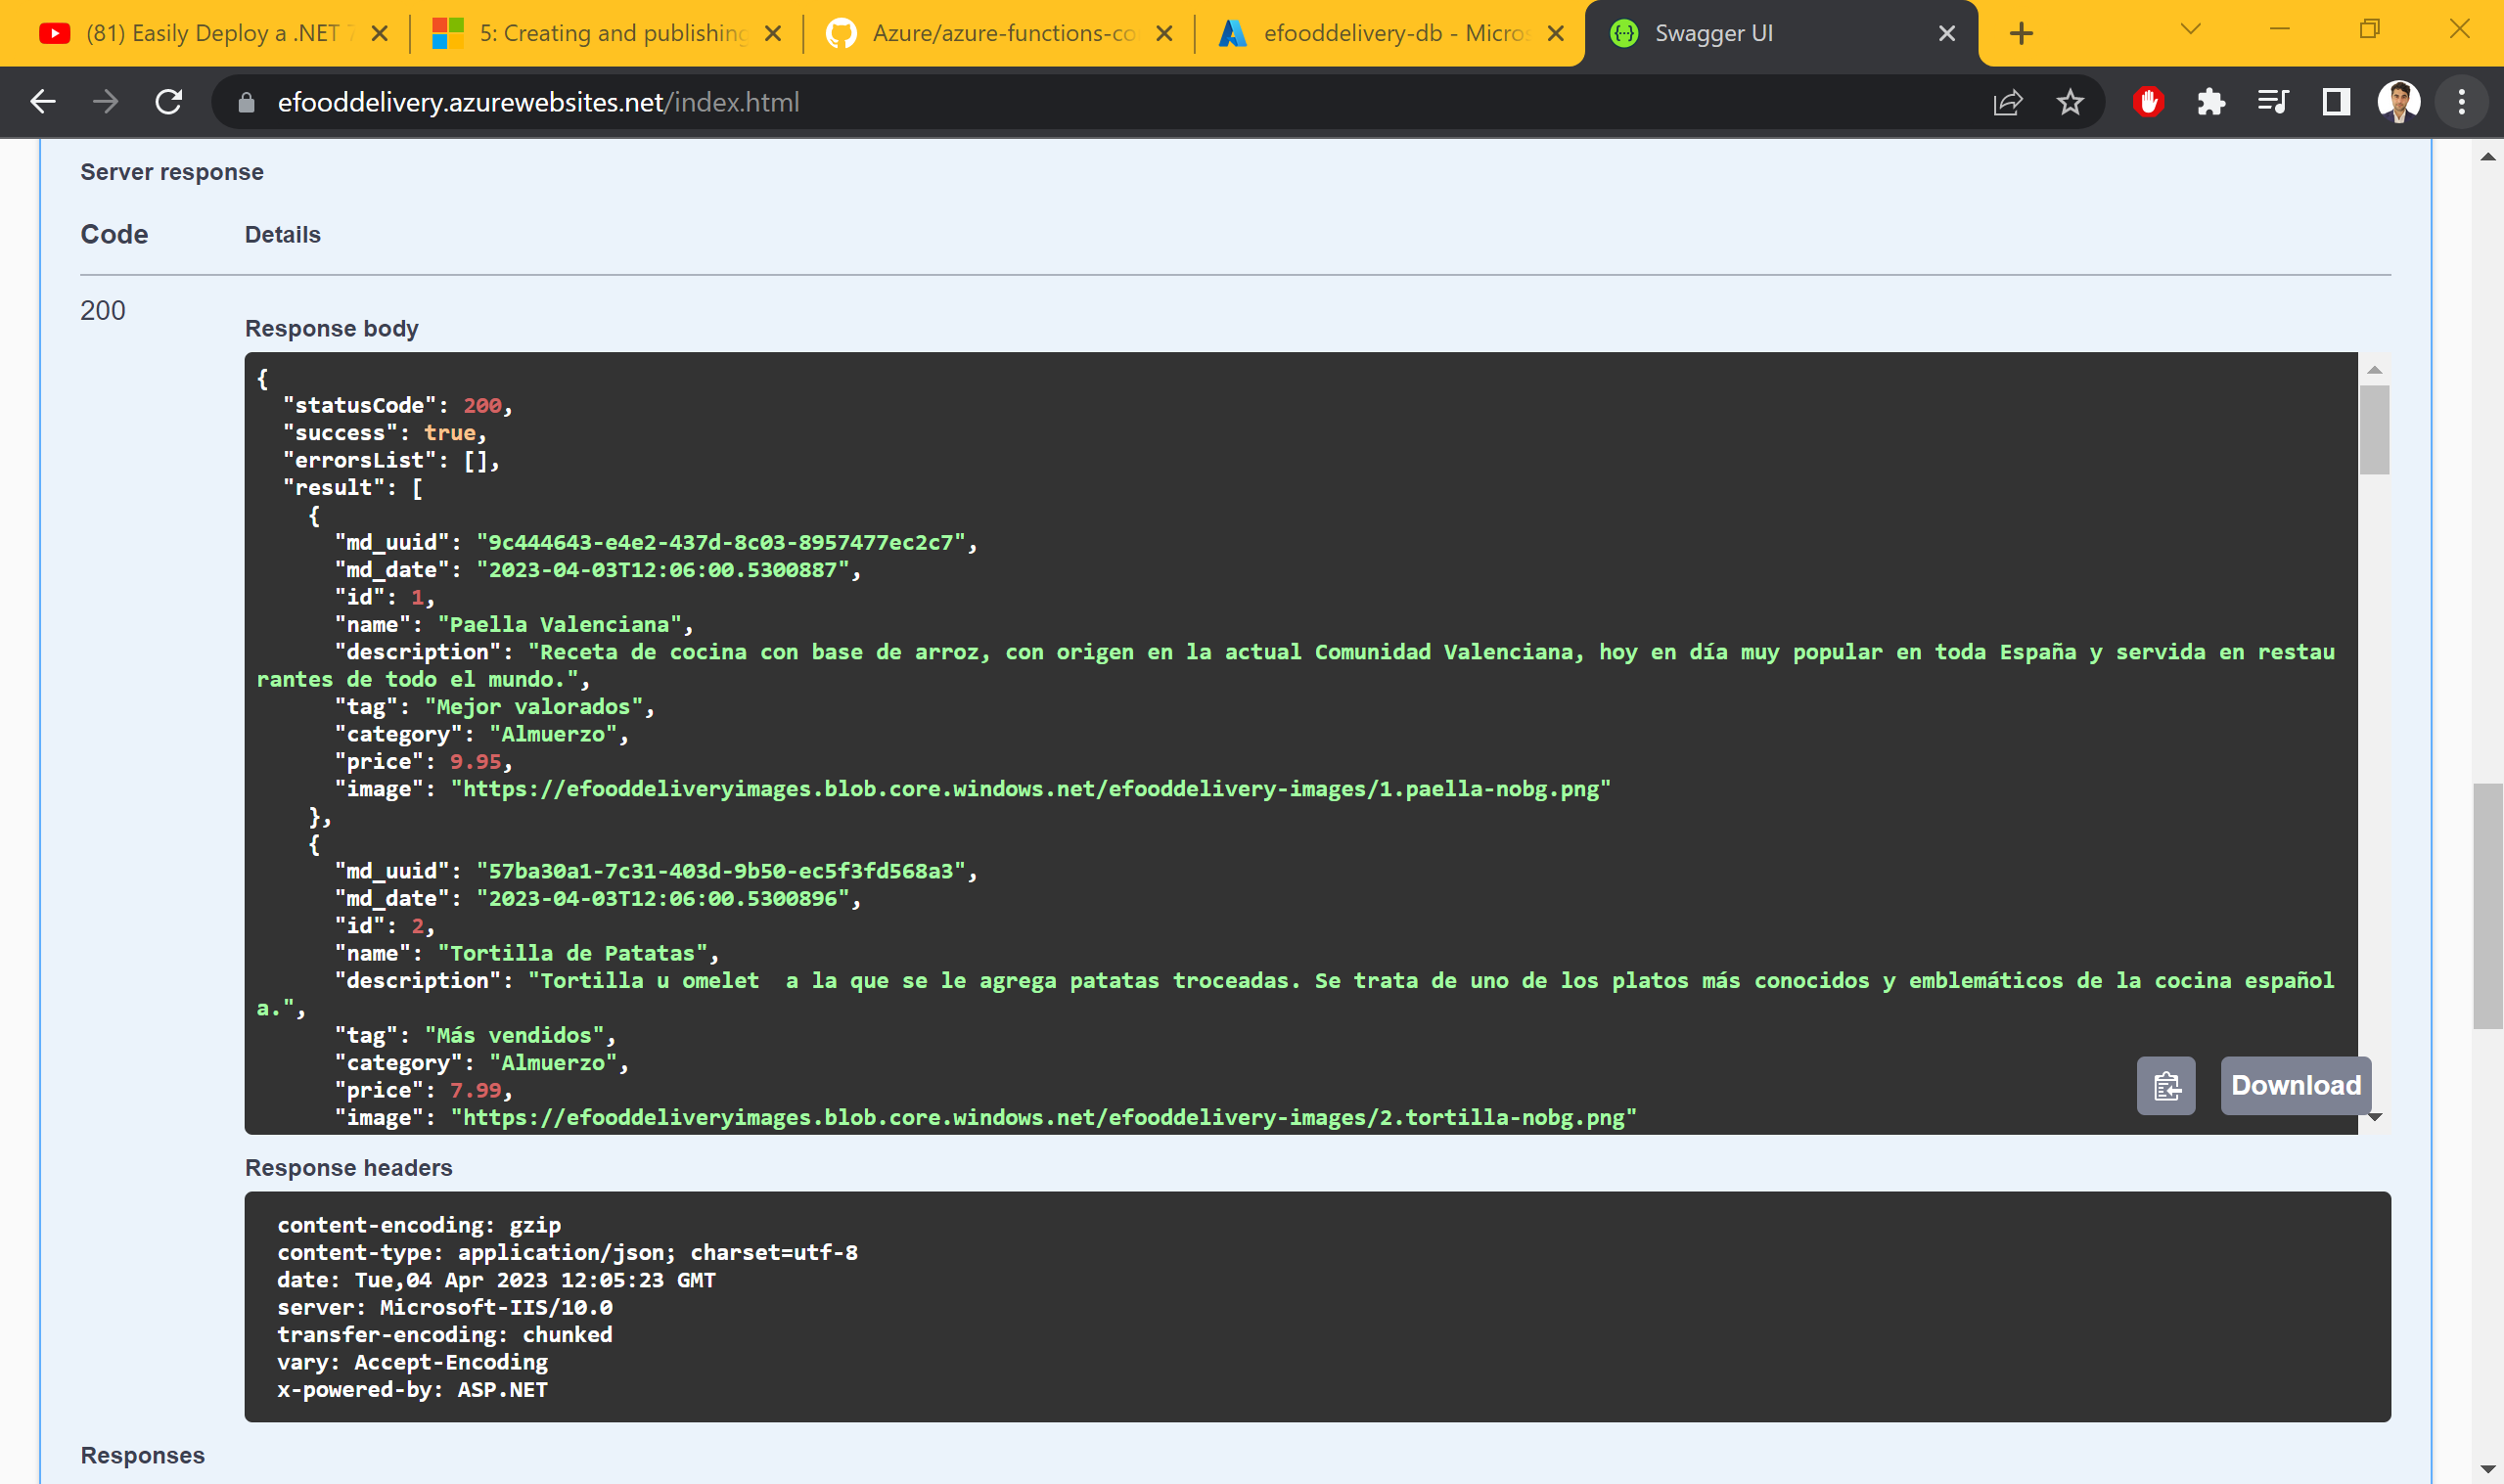 (81) Easily Deploy a .NET 7
5: Creating and publishing
Azure/azure-functions-co
efooddelivery-db - Micros
Swagger UI
efooddelivery.azurewebsites.net/index.html
Server response
Code Details
200
Response body
{
"statusCode": 200,
"success": true,
"errorsList": [],
"result": [
{
"md_uuid": "9c444643-e4e2-437d-8c03-8957477ec2c7",
"md_date": "2023-04-03T12:06:00.5300887",
"id": 1,
"name": "Paella Valenciana",
"description": "Receta de cocina con base de arroz, con origen en la actual Comunidad Valenciana, hoy en día muy popular en toda España y servida en restau
rantes de todo el mundo.",
"tag": "Mejor valorados",
"category": "Almuerzo",
"price": 9.95,
"image": "https://efooddeliveryimages.blob.core.windows.net/efooddelivery-images/1.paella-nobg.png"
},
{
"md_uuid": "57ba30a1-7c31-403d-9b50-ec5f3fd568a3",
"md_date": "2023-04-03T12:06:00.5300896",
"id": 2,
"name": "Tortilla de Patatas",
"description": "Tortilla u omelet  a la que se le agrega patatas troceadas. Se trata de uno de los platos más conocidos y emblemáticos de la cocina español
a.",
"tag": "Más vendidos",
"category": "Almuerzo",
"price": 7.99,
"image": "https://efooddeliveryimages.blob.core.windows.net/efooddelivery-images/2.tortilla-nobg.png"
Download
Response headers
content-encoding: gzip
content-type: application/json; charset=utf-8
date: Tue,04 Apr 2023 12:05:23 GMT
server: Microsoft-IIS/10.0
transfer-encoding: chunked
vary: Accept-Encoding
x-powered-by: ASP.NET
Responses